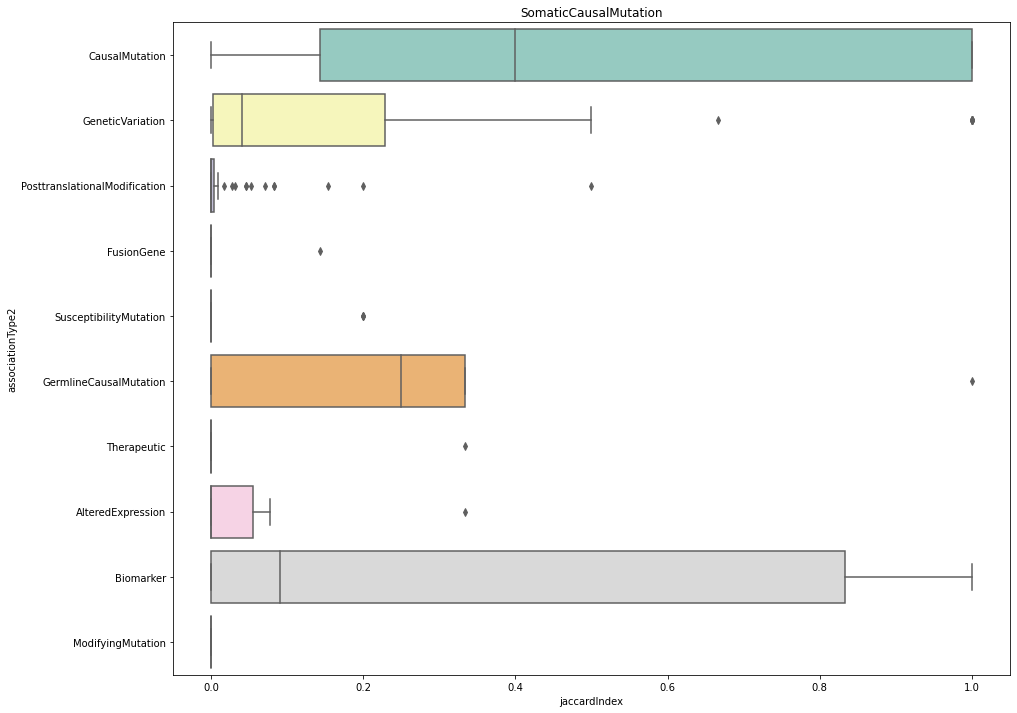 SomaticCausalMutation
CausalMutation
GeneticVariation
PosttranslationalModification
FusionGene
SusceptibilityMutation
GermlineCausalMutation
Therapeutic
AlteredExpression
Biomarker
ModifyingMutation
associationType2
0.0 0.2 0.4 0.6 0.8 1.0
jaccardIndex